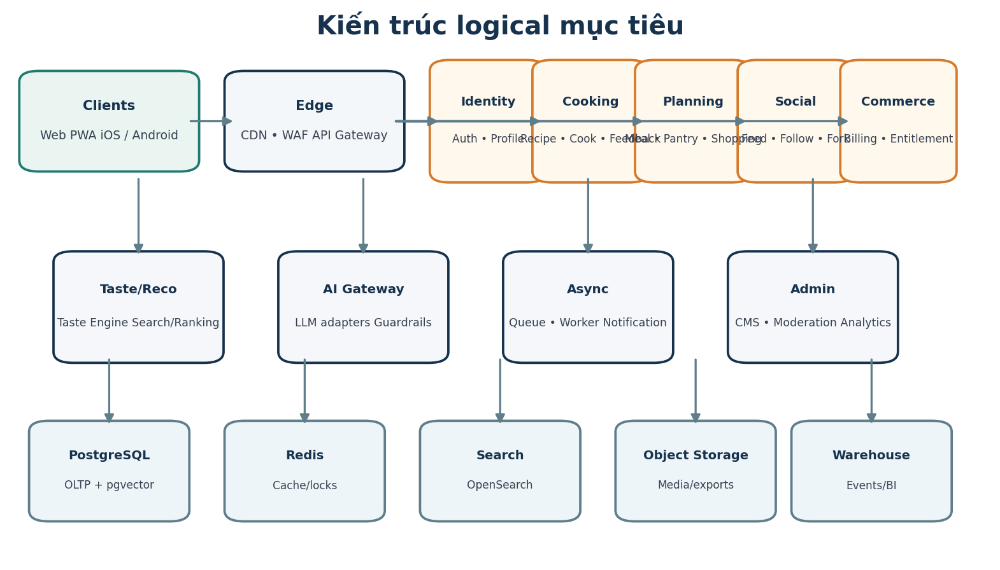 Kiến trúc logical mục tiêu
Clients
Web PWA iOS / Android
Edge
CDN • WAF API Gateway
Identity
Auth • Profile
Cooking
Recipe • Cook • Feedback
Planning
Meal • Pantry • Shopping
Social
Feed • Follow • Fork
Commerce
Billing • Entitlement
Taste/Reco
Taste Engine Search/Ranking
AI Gateway
LLM adapters Guardrails
Async
Queue • Worker Notification
Admin
CMS • Moderation Analytics
PostgreSQL
OLTP + pgvector
Redis
Cache/locks
Search
OpenSearch
Object Storage
Media/exports
Warehouse
Events/BI